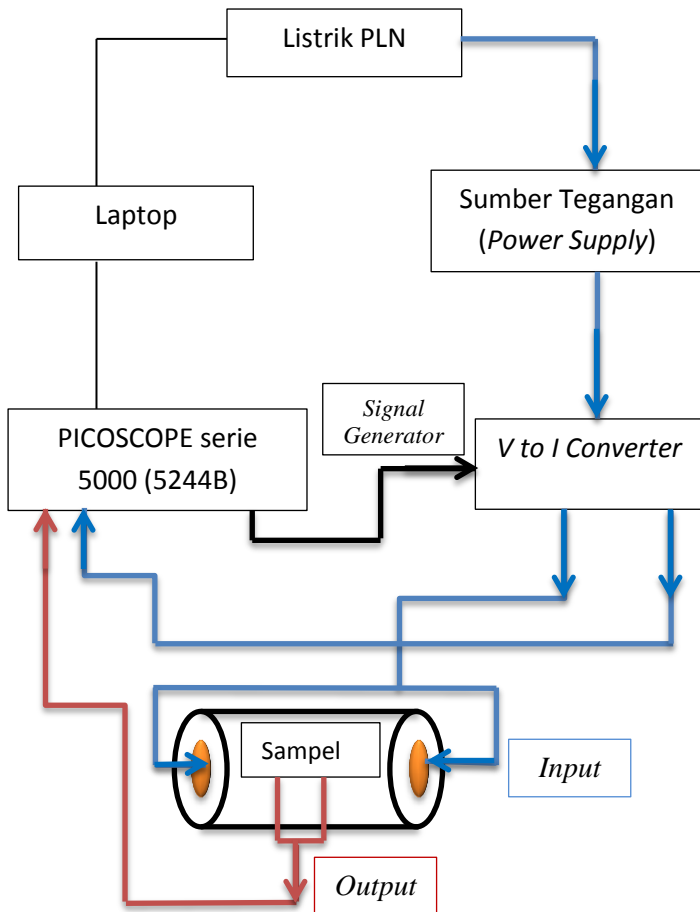 Listrik PLN
Laptop
Sumber Tegangan
(Power Supply)
PICOSCOPE serie
5000 (5244B)
Signal
Generator
V to I Converter
Sampel
Input
Output